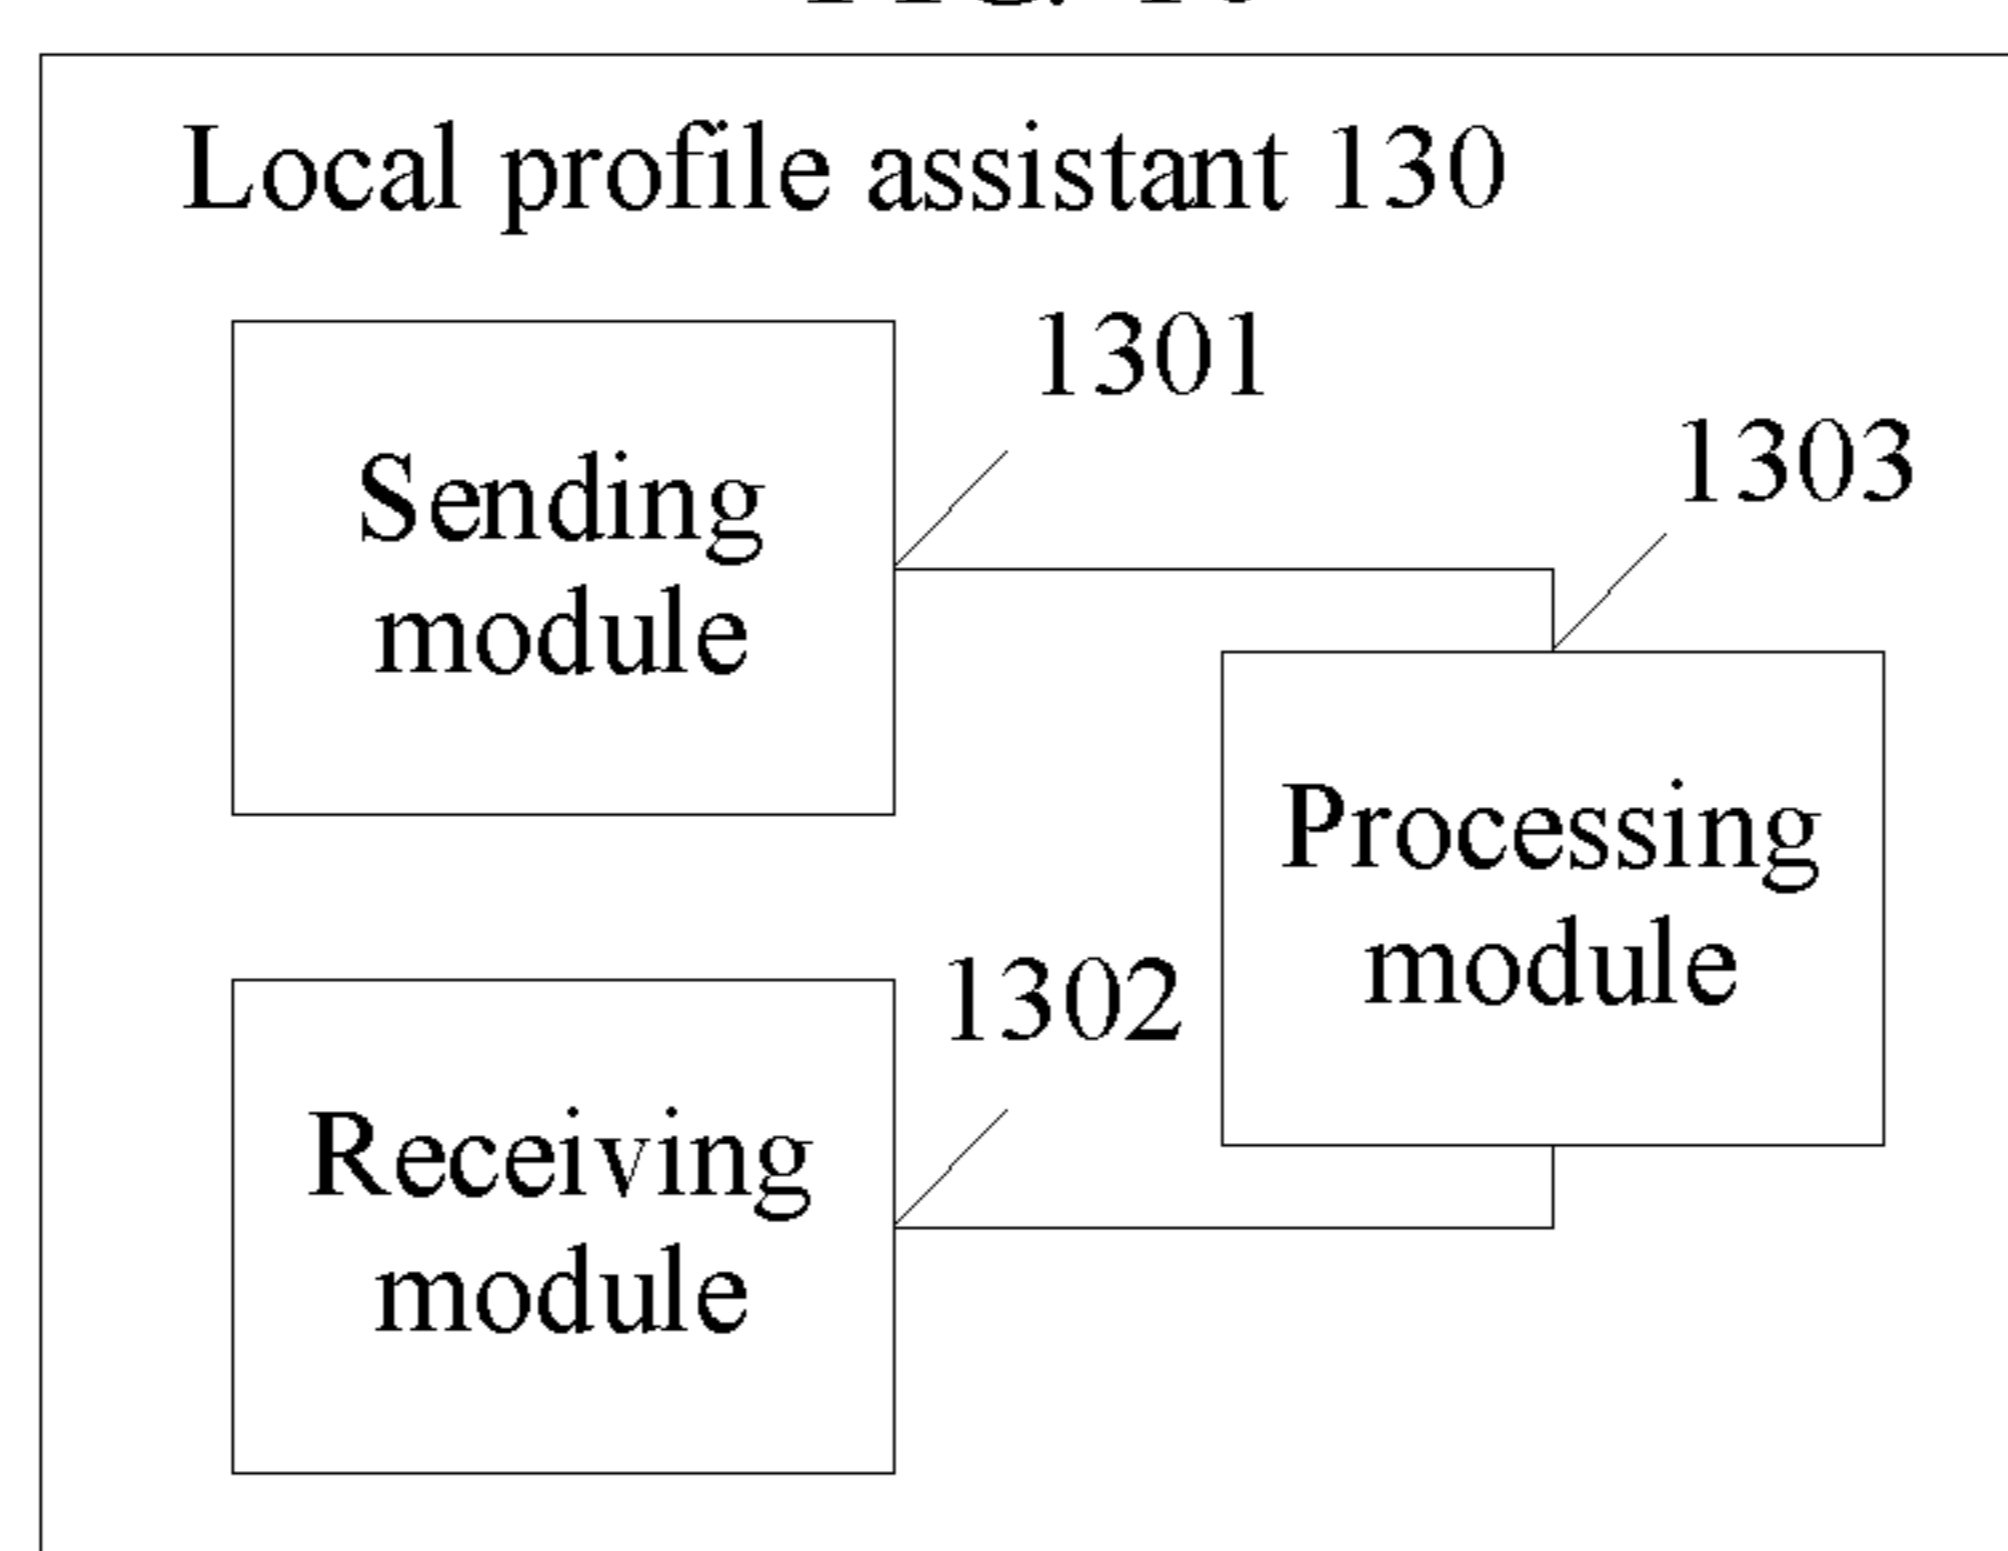 Local profile assistant 130
1301
1303
Sending
module
Processing
module
1302
Receiving
module